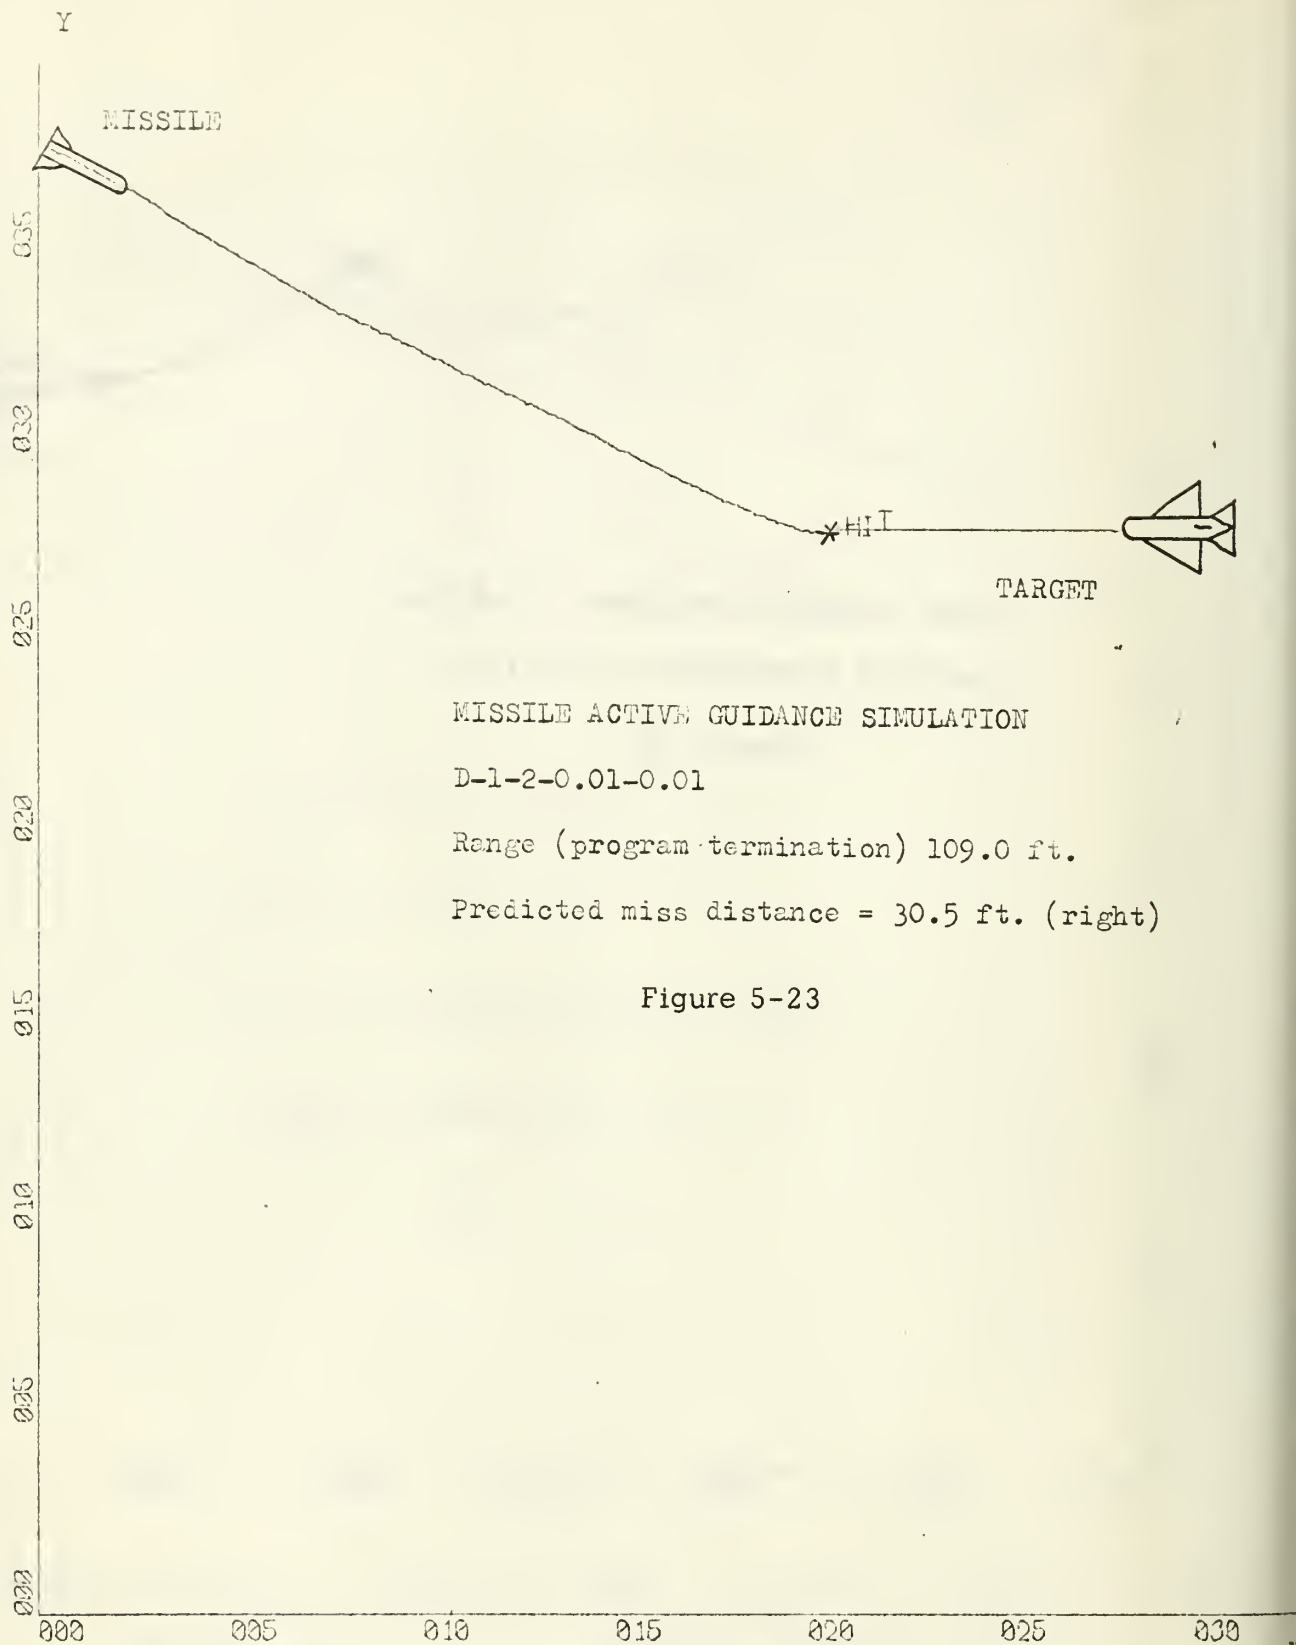 Y
MISSILE
035
030
HIT
TARGET
025
MISSILE ACTIVE GUIDANCE SIMULATION
D-1-2-0.01-0.01
020
Range (program termination) 109.0 ft.
Predicted miss distance = 30.5 ft. (right)
015
Figure 5-23
010
005
000
000 005 010 015 020 025 030